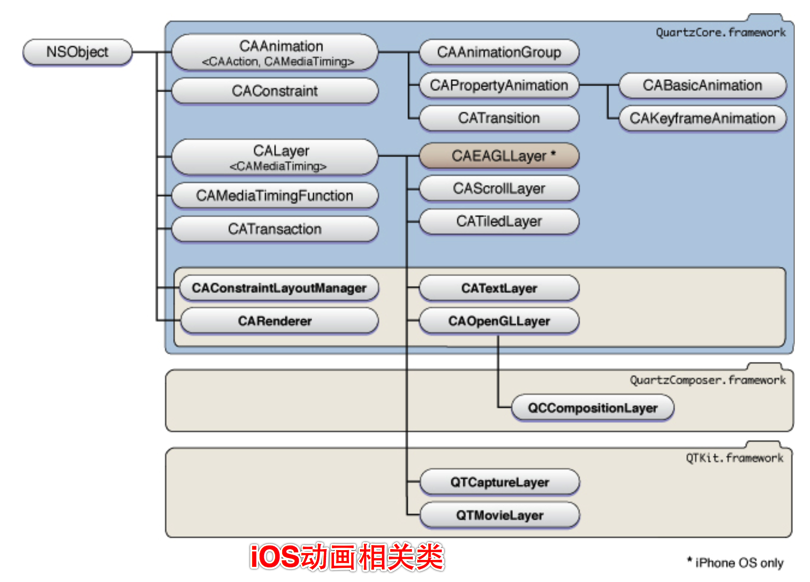 QuartzCore.framework
NSObject
CAAnimation
<CAAction, CAMediaTiming>
CAAnimationGroup
CAConstraint
CAPropertyAnimation
CABasicAnimation
CATransition
CAKeyframeAnimation
CALayer
<CAMediaTiming>
CAEAGLLayer *
CAMediaTimingFunction
CAScrollLayer
CATransaction
CATiledLayer
CAConstraintLayoutManager
CATextLayer
CARenderer
CAOpenGLLayer
QuartzComposer.framework
QCCompositionLayer
QTKit.framework
QTCaptureLayer
QTMovieLayer
iOS动画相关类
* iPhone OS only